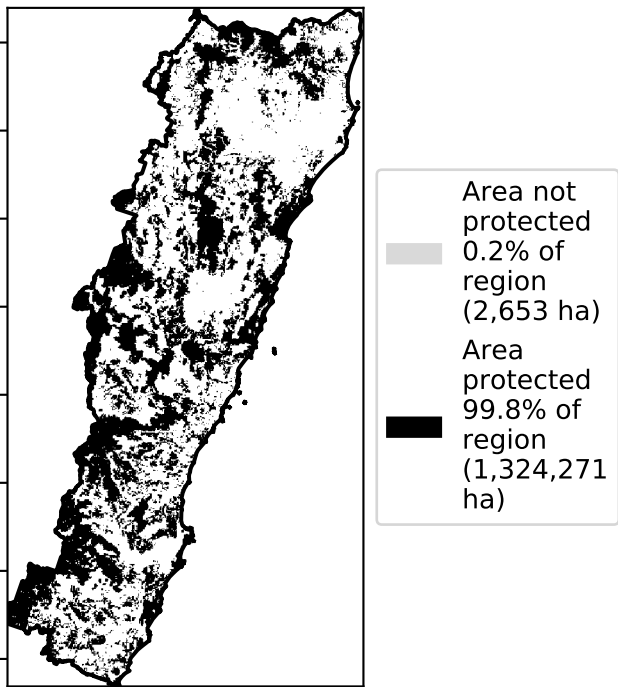 Area not
protected
0.2% of
region
(2,653 ha)
Area
protected
99.8% of
region
(1,324,271
ha)